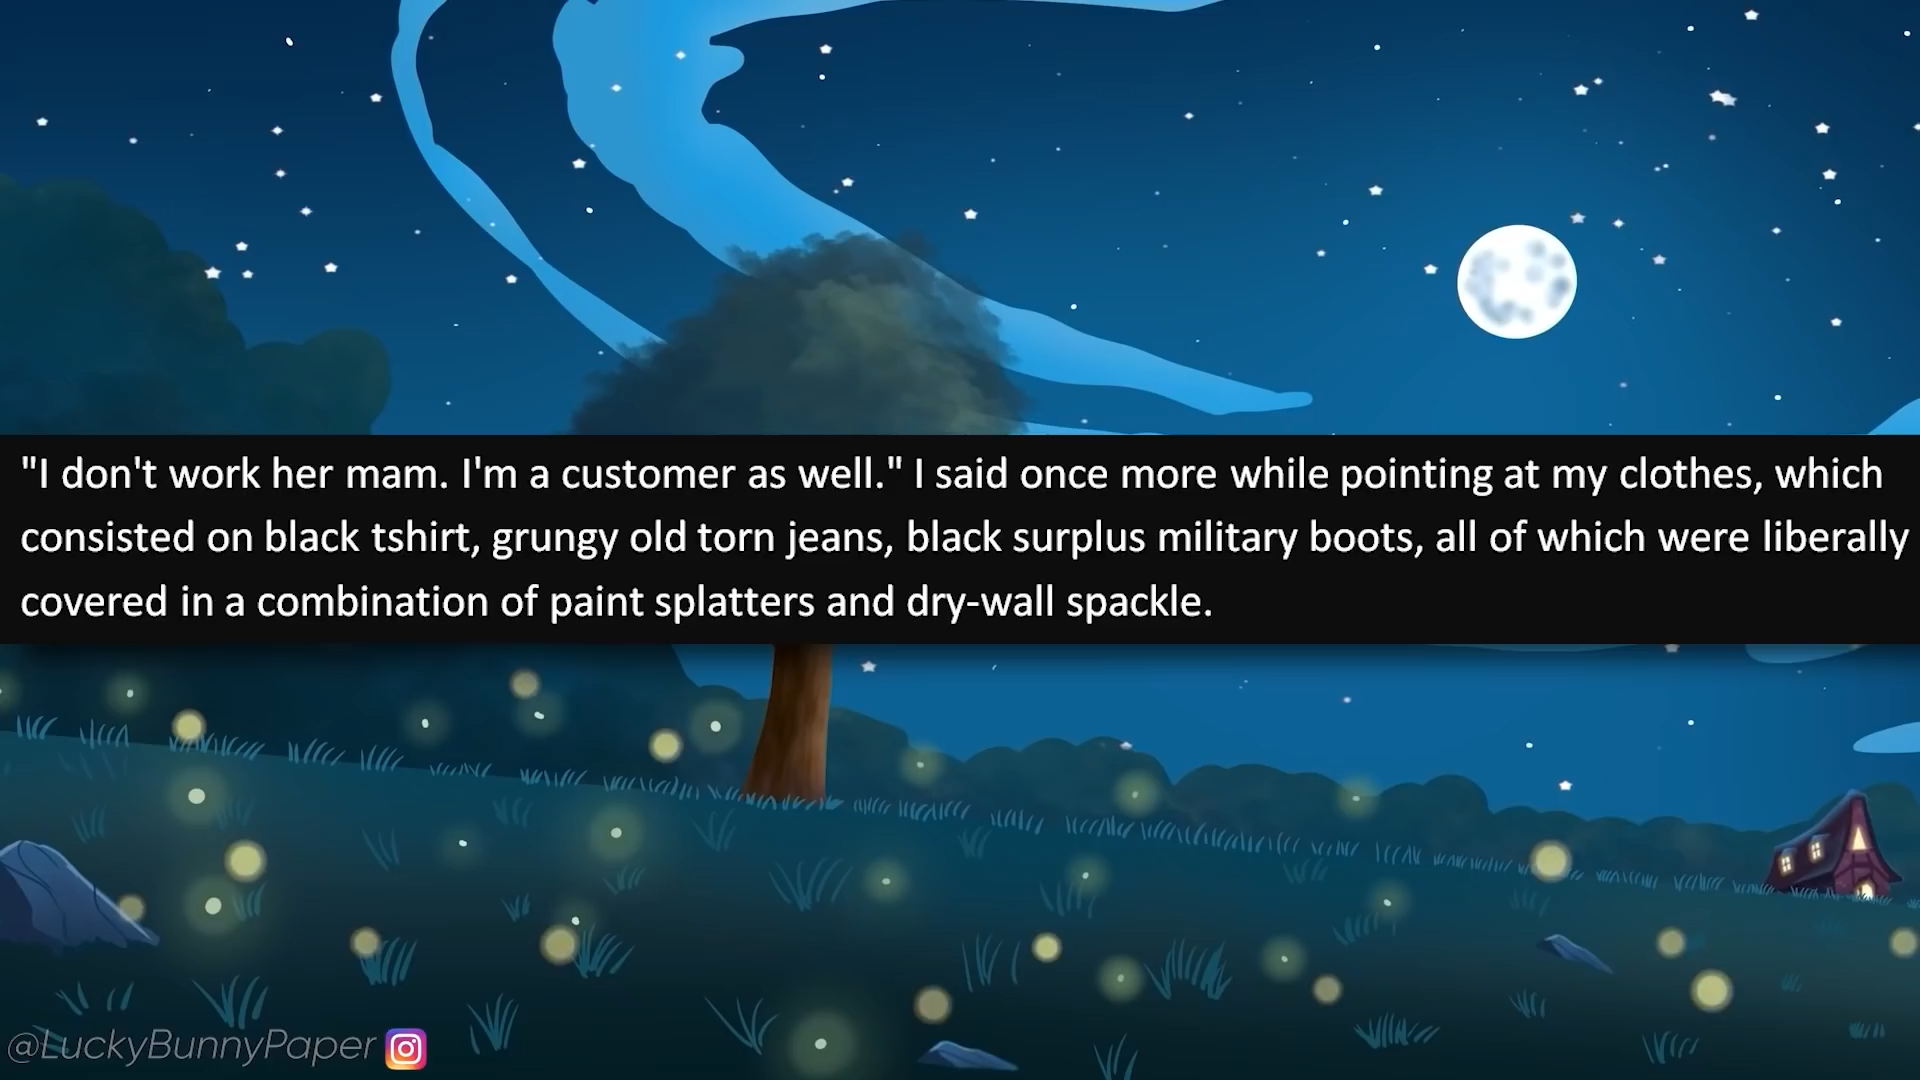 "I don't work her mam. I'm a customer as well." I said once more while pointing at my clothes, which
consisted on black tshirt, grungy old torn jeans, black surplus military boots, all of which were liberally
covered in a combination of paint splatters and dry-wall spackle.
@LuckyBunnyPaper